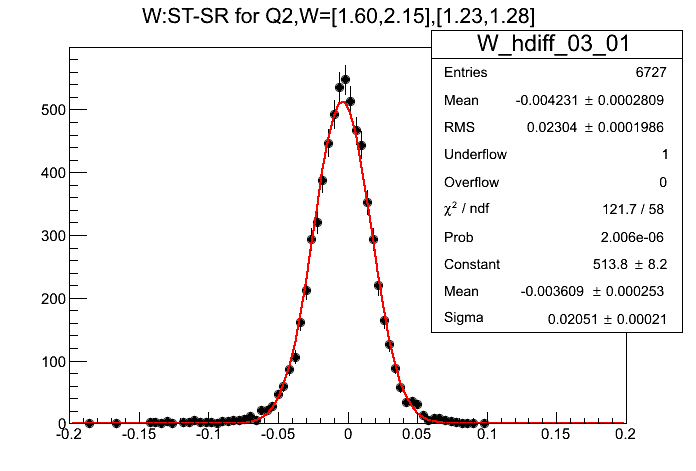 W:ST-SR for Q2,W=[1.60,2.15],[1.23,1.28]
W_hdiff_03_01
Entries 6727
Mean -0.004231 ± 0.0002809
RMS 0.02304 ± 0.0001986
Underflow 1
Overflow 0
χ² / ndf 121.7 / 58
Prob 2.006e-06
Constant 513.8 ± 8.2
Mean -0.003609 ± 0.000253
Sigma 0.02051 ± 0.00021
500
400
300
200
100
0
-0.2 -0.15 -0.1 -0.05 0 0.05 0.1 0.15 0.2